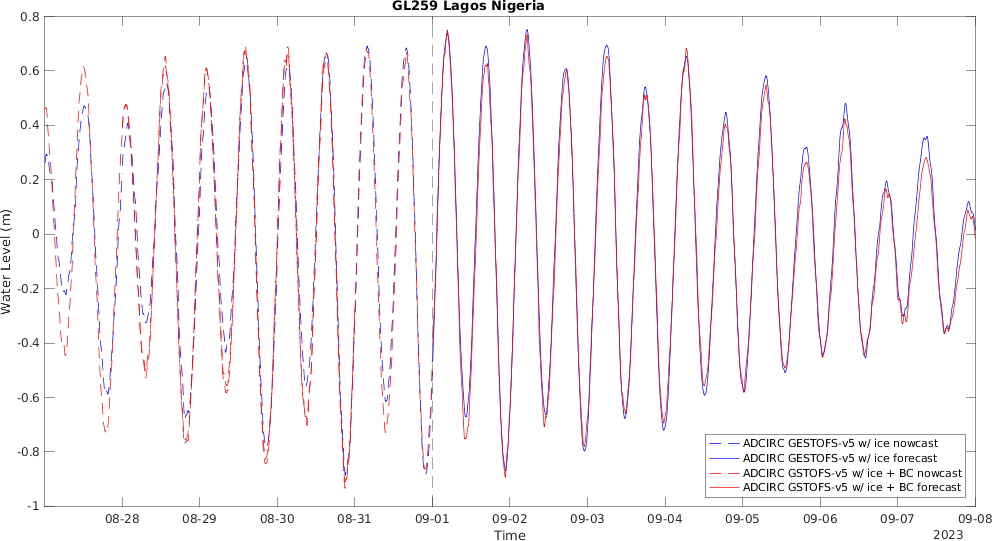 GL259 Lagos Nigeria
0.8
0.6
0.4
0.2
0
-0.2
-0.4
-0.6
-0.8
-1
Water Level (m)
ADCIRC GESTOFS-v5 w/ ice nowcast
ADCIRC GESTOFS-v5 w/ ice forecast
ADCIRC GSTOFS-v5 w/ ice + BC nowcast
ADCIRC GSTOFS-v5 w/ ice + BC forecast
08-28 08-29 08-30 08-31 09-01 09-02 09-03 09-04 09-05 09-06 09-07 09-08
Time
2023